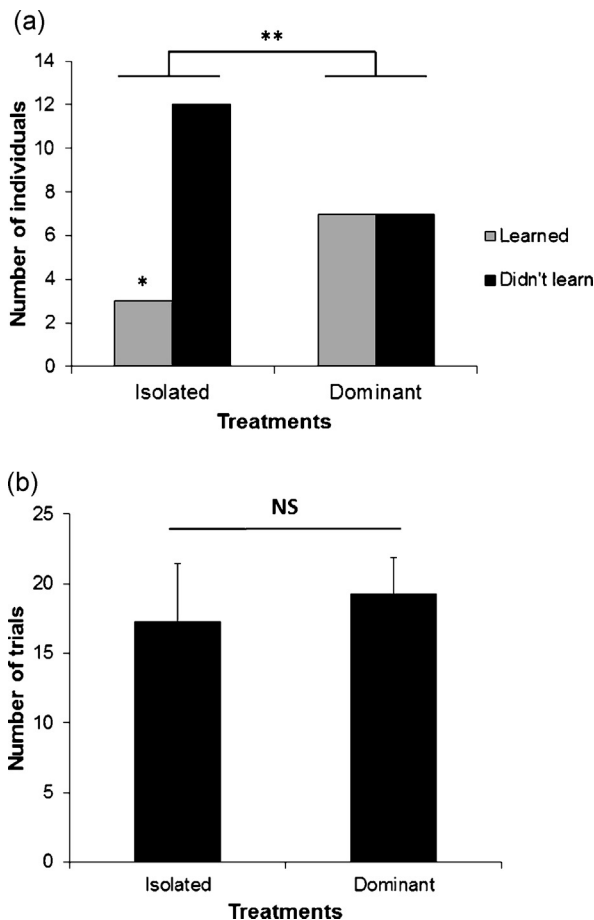 (a)
**
14
12
10
8
6
4
2
0
Number of individuals
*
Learned
Didn't learn
Isolated Dominant
Treatments
(b)
NS
25
20
15
10
5
0
Number of trials
Isolated Dominant
Treatments